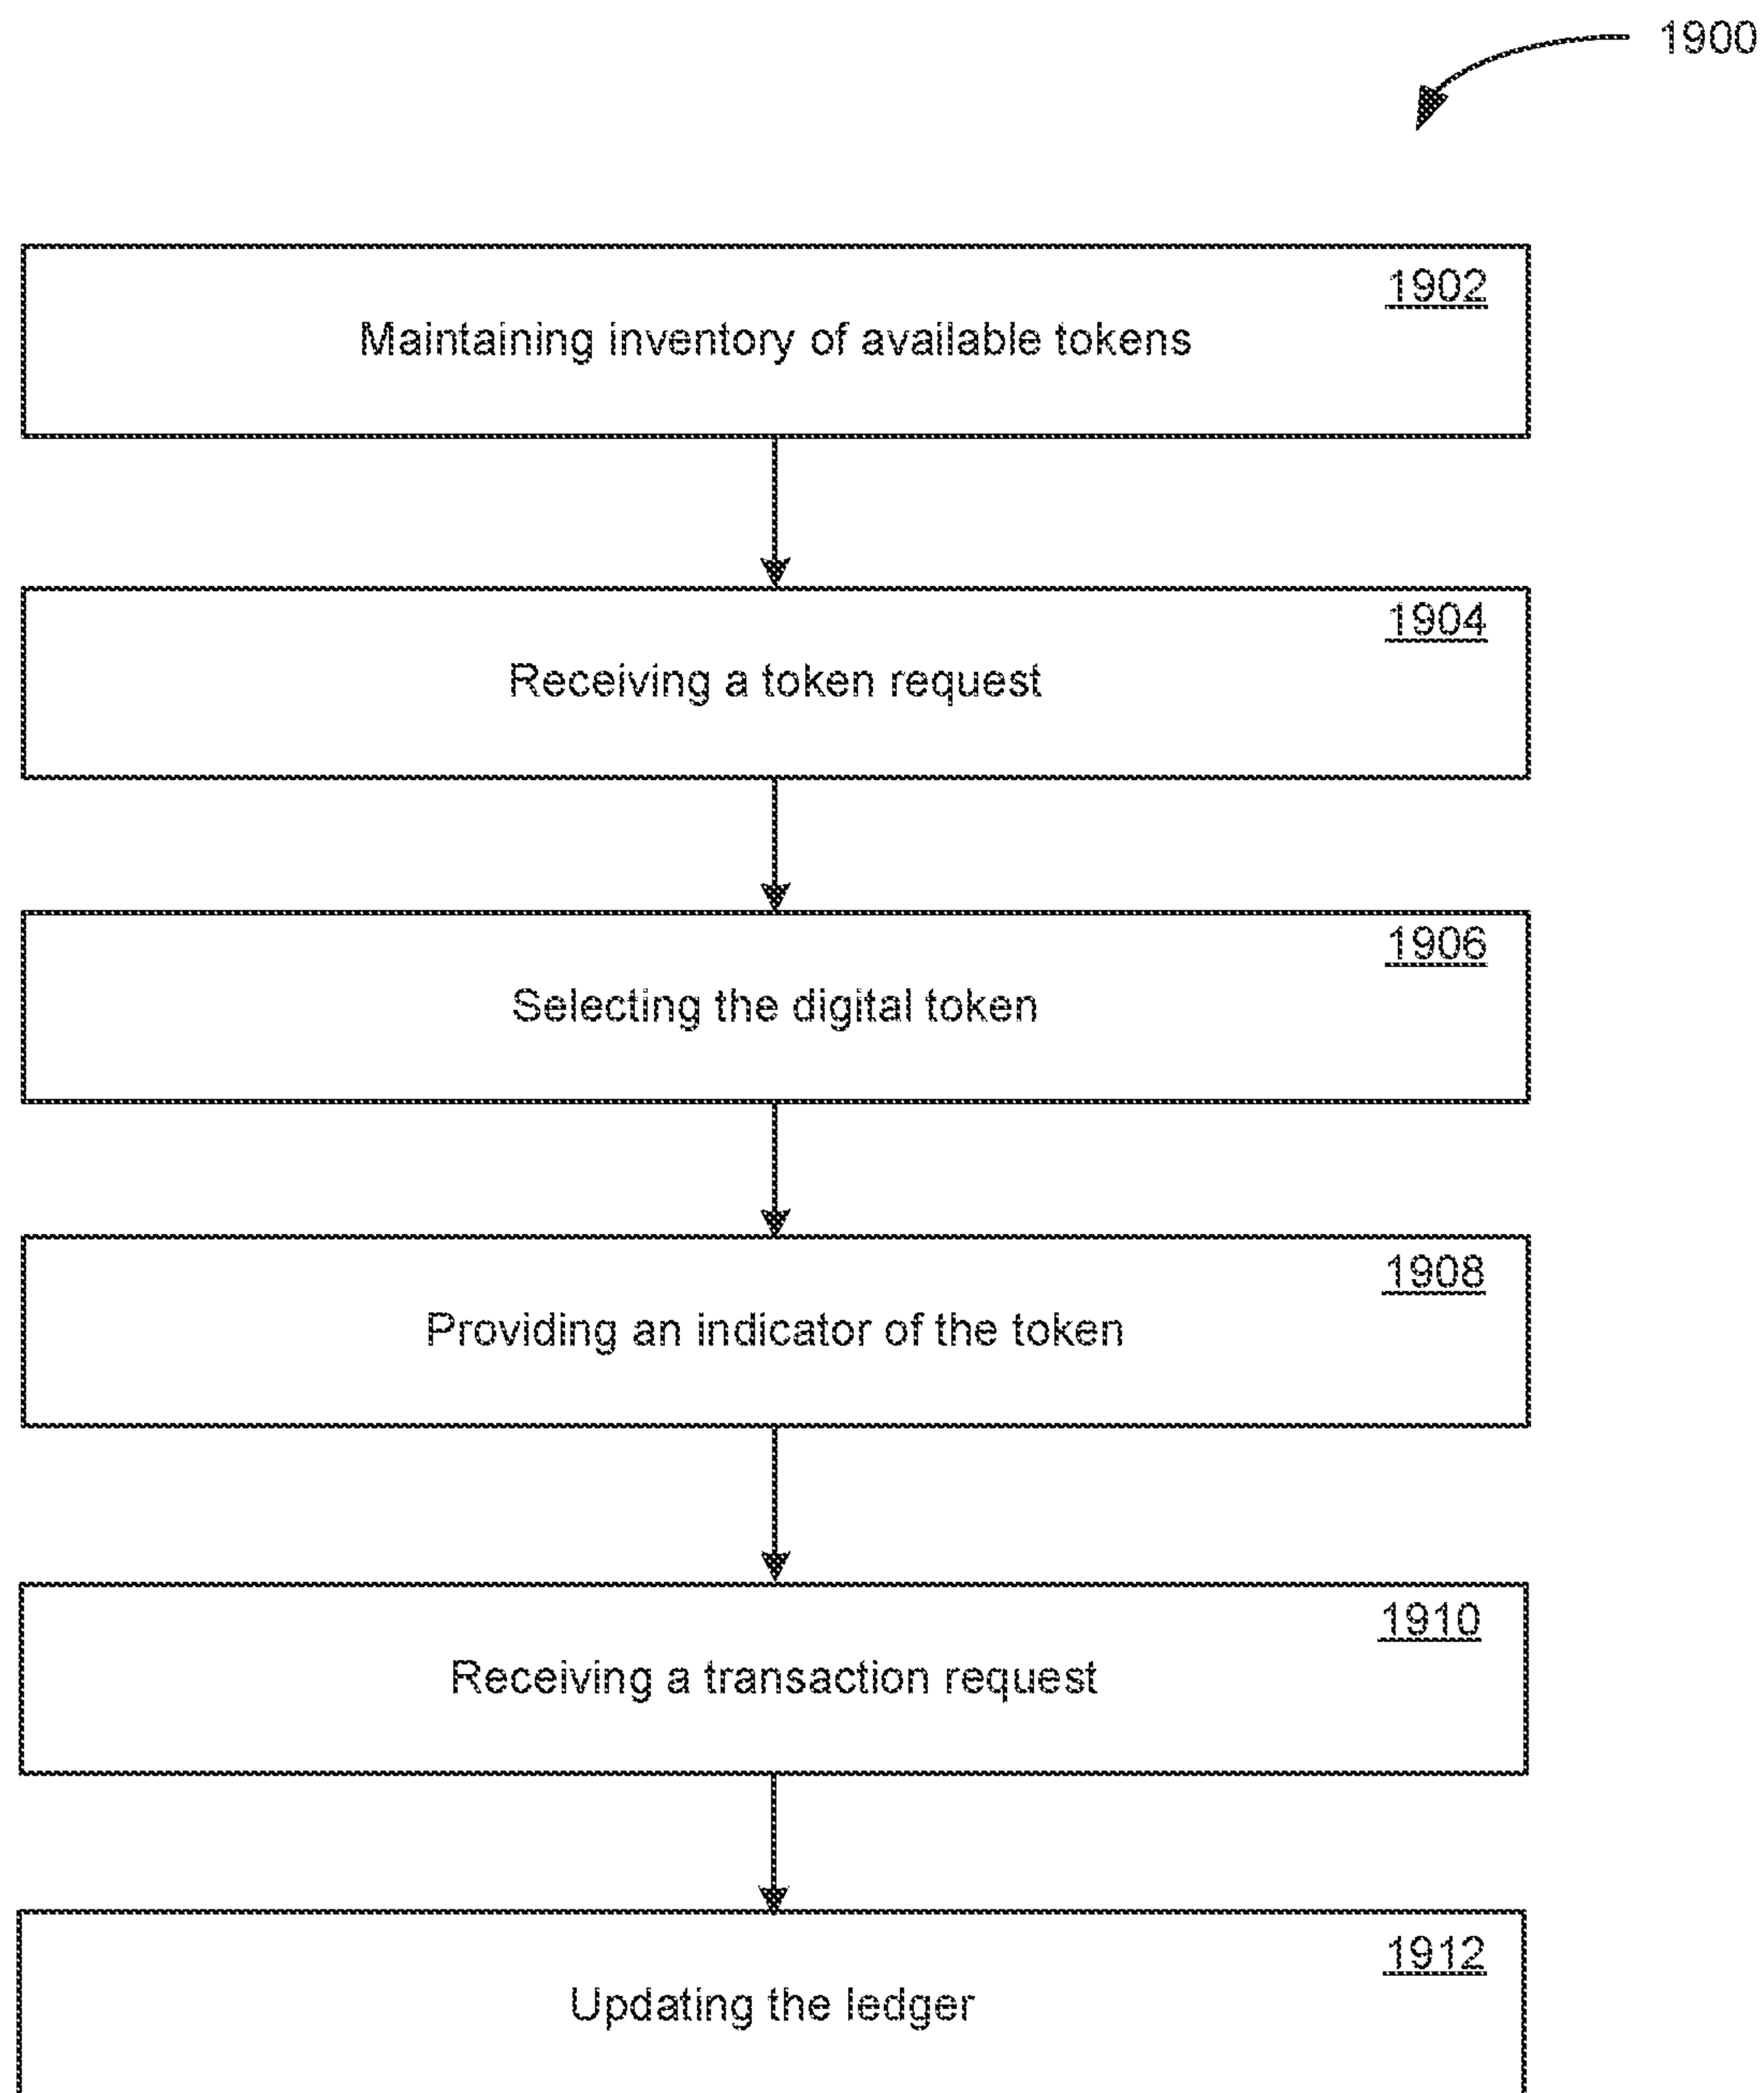 1900
1902
Maintaining inventory of available tokens
1904
Receiving a token request
1906
Selecting the digital token
1908
Providing an indicator of the token
1910
Receiving a transaction request
1912
Updating the ledger